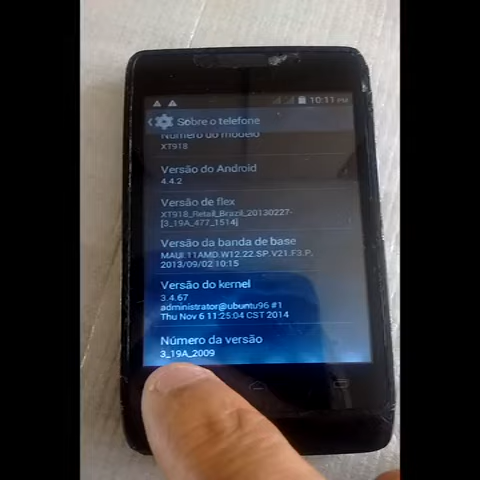 10:11 PM
Sobre o telefone
Número do modelo
XT918
Versão do Android
4.4.2
Versão de flex
XT918_Retail_Brazil_20130227-
[3_19A_477_1514]
Versão da banda de base
MAUI.11AMD.W12.22.SP.V21.F3.P,
2013/09/02 10:15
Versão do kernel
3.4.67
administrator@ubuntu96 #1
Thu Nov 6 11:25:04 CST 2014
Número da versão
3_19A_2009